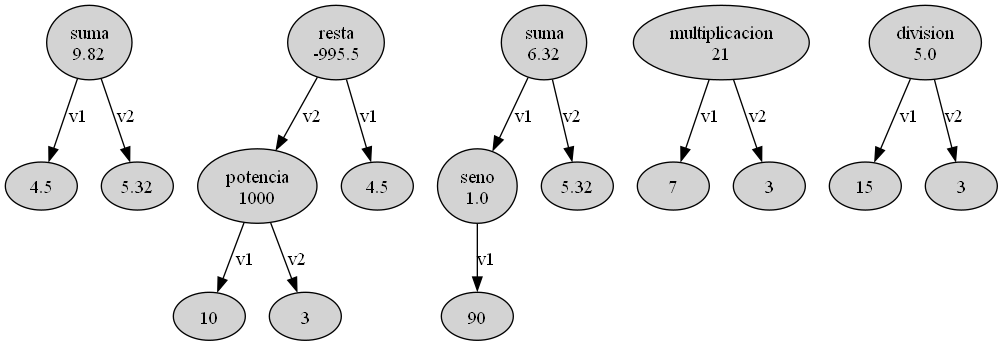 suma
9.82
v1
v2
4.5
5.32
resta
-995.5
v2
v1
potencia
1000
4.5
v1
v2
10
3
suma
6.32
v1
v2
seno
1.0
5.32
v1
90
multiplicacion
21
v1
v2
7
3
division
5.0
v1
v2
15
3